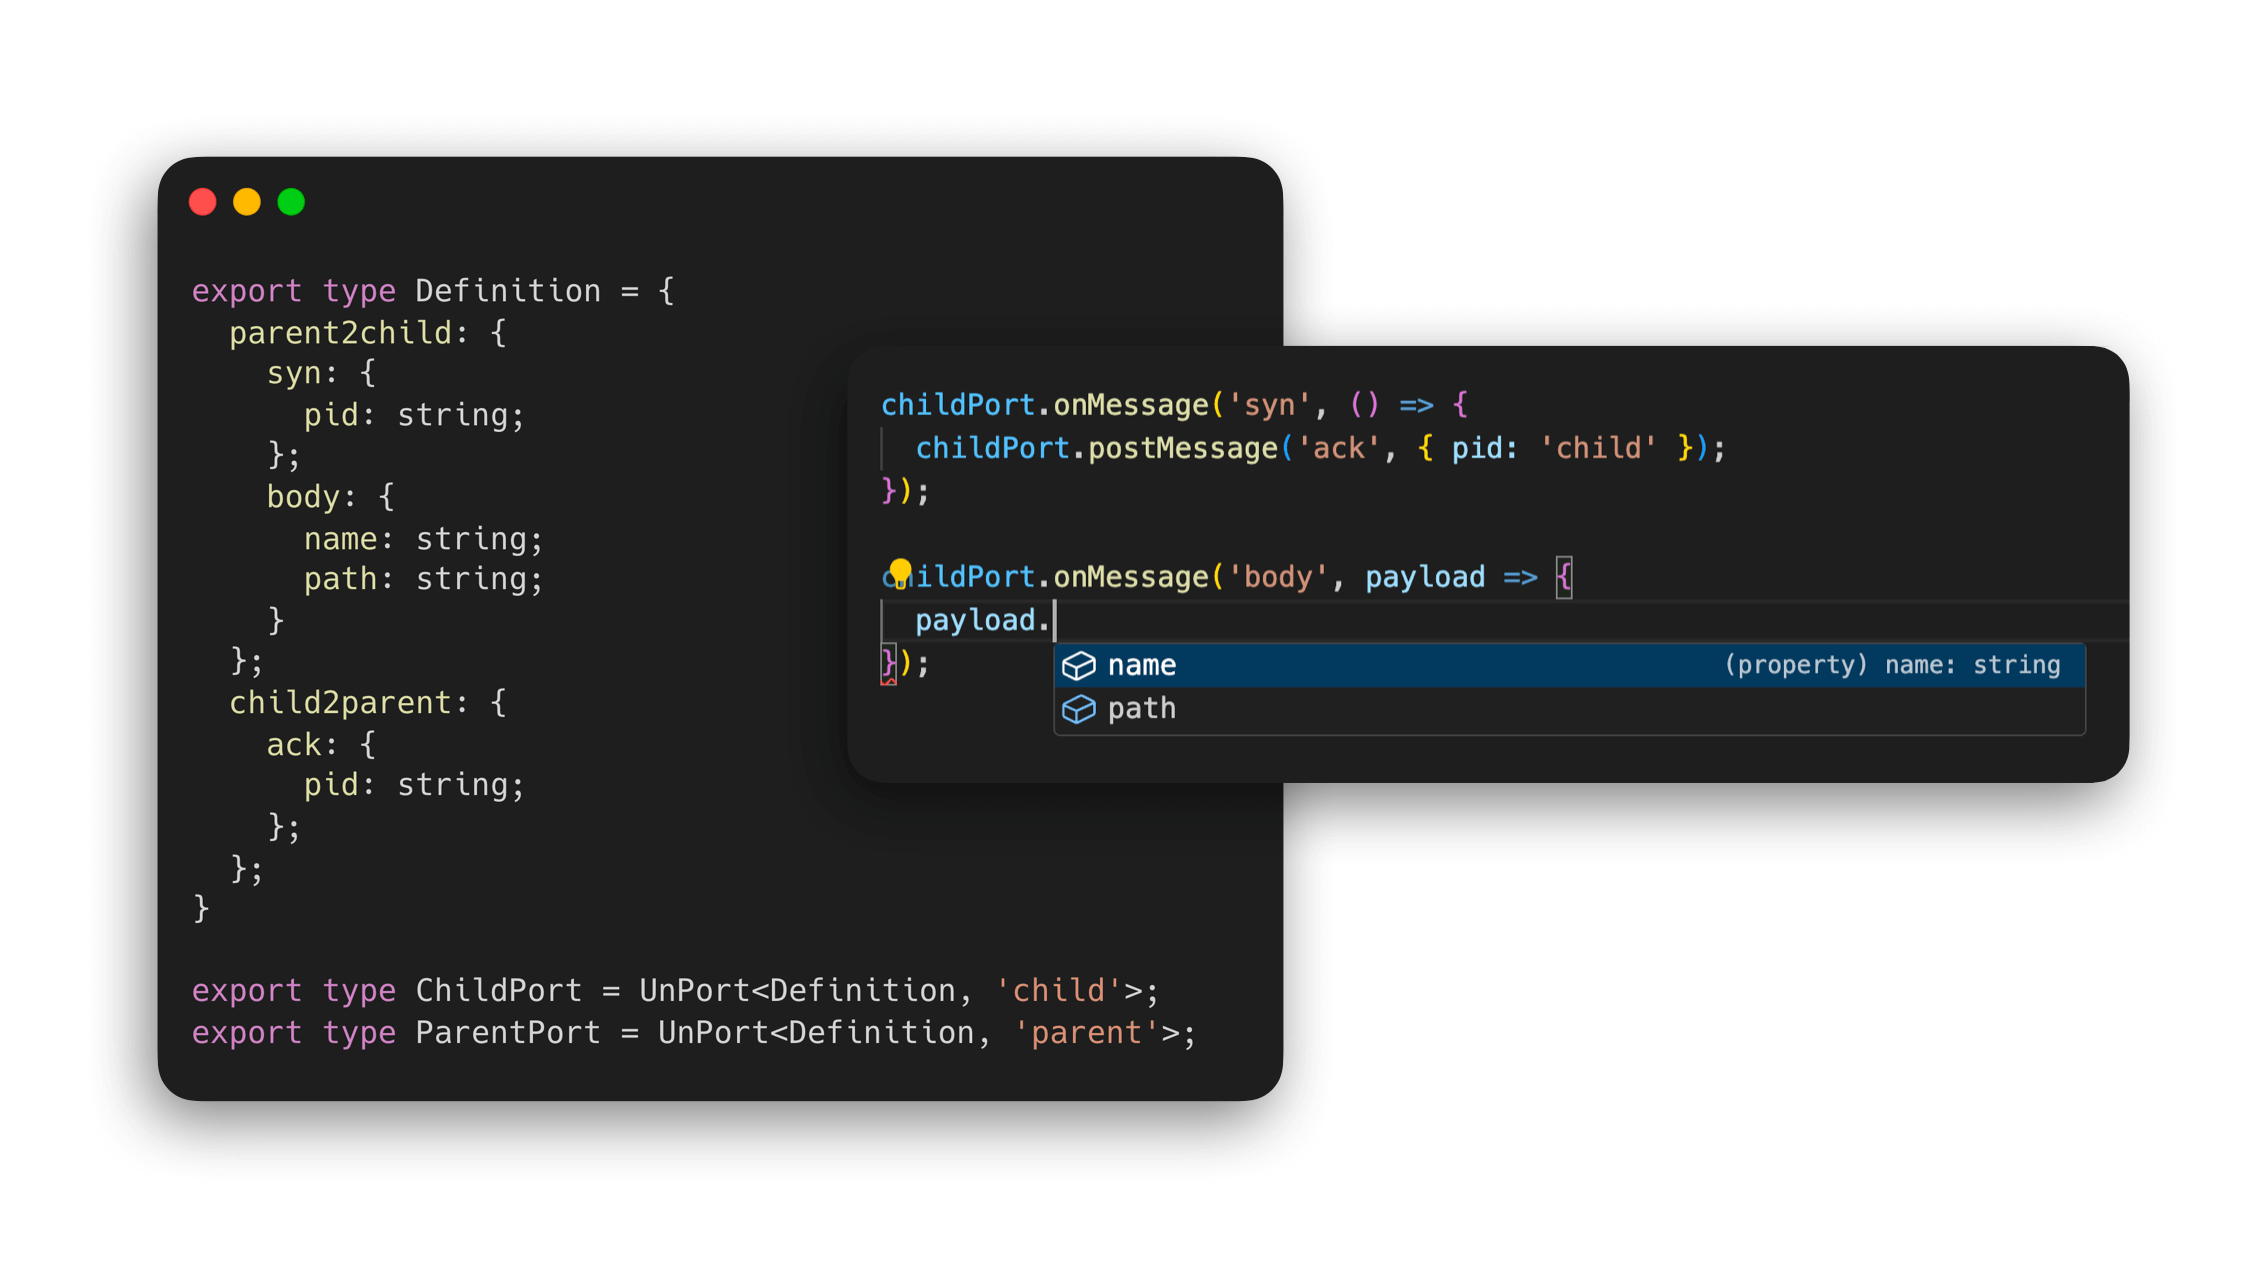 export type Definition = {
  parent2child: {
    syn: {
      pid: string;
    };
    body: {
      name: string;
      path: string;
    }
  };
  child2parent: {
    ack: {
      pid: string;
    };
  };
}

export type ChildPort = UnPort<Definition, 'child'>;
export type ParentPort = UnPort<Definition, 'parent'>;

childPort.onMessage('syn', () => {
  childPort.postMessage('ack', { pid: 'child' });
});

childPort.onMessage('body', payload => {
  payload.
});
name (property) name: string
path